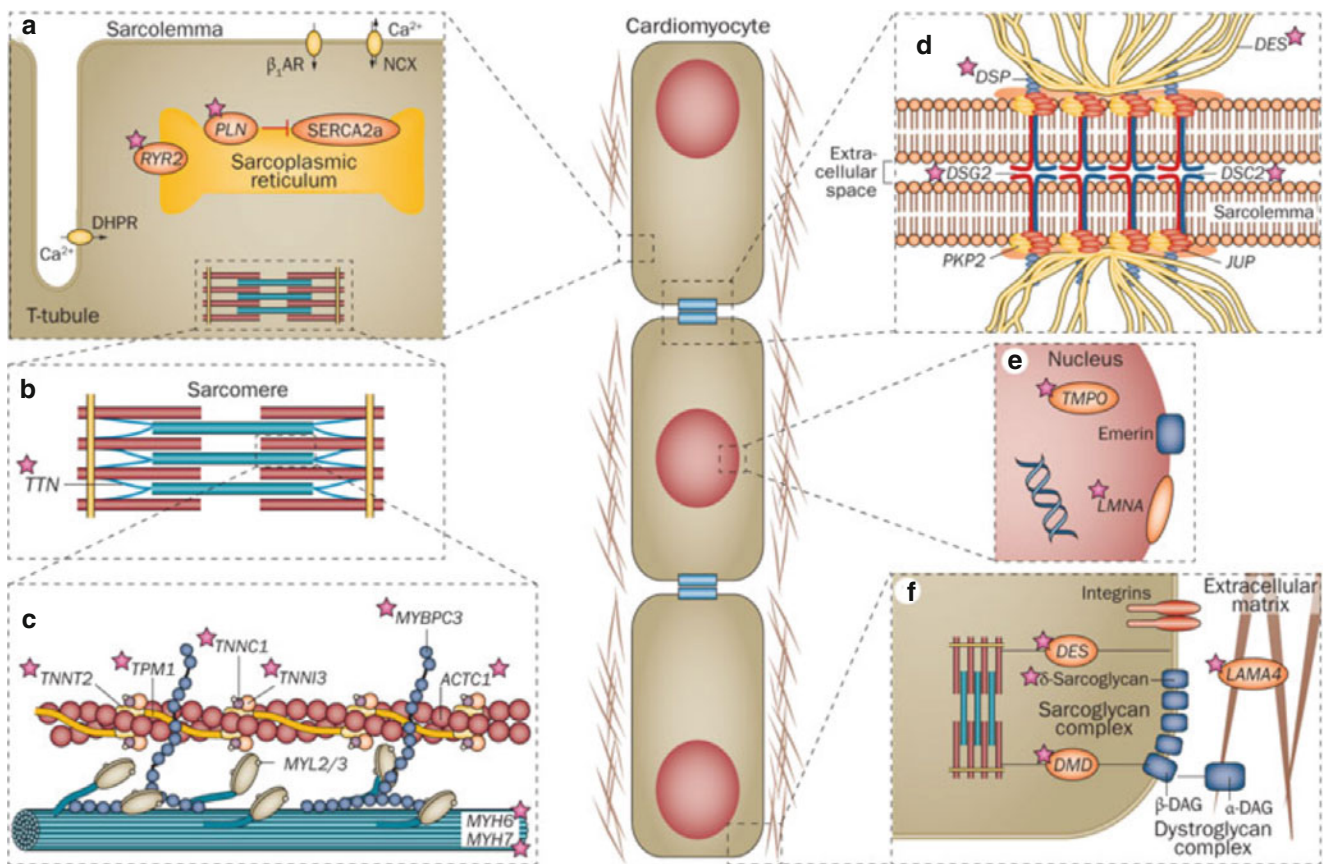 a
Sarcolemma
Ca²⁺
β₁AR
NCX
PLN
SERCA2a
RYR2
Sarcoplasmic
reticulum
DHPR
Ca²⁺
T-tubule
b
Sarcomere
TTN
c
MYBPC3
TNNC1
TNNT2
TPM1
TNNI3
ACTC1
MYL2/3
MYH6
MYH7
Cardiomyocyte
d
DES
DSP
Extra-
cellular
space
DSG2
DSC2
Sarcolemma
PKP2
JUP
e
Nucleus
TMPO
Emerin
LMNA
f
Integrins
Extracellular
matrix
DES
δ-Sarcoglycan
LAMA4
Sarcoglycan
complex
DMD
β-DAG
α-DAG
Dystroglycan
complex